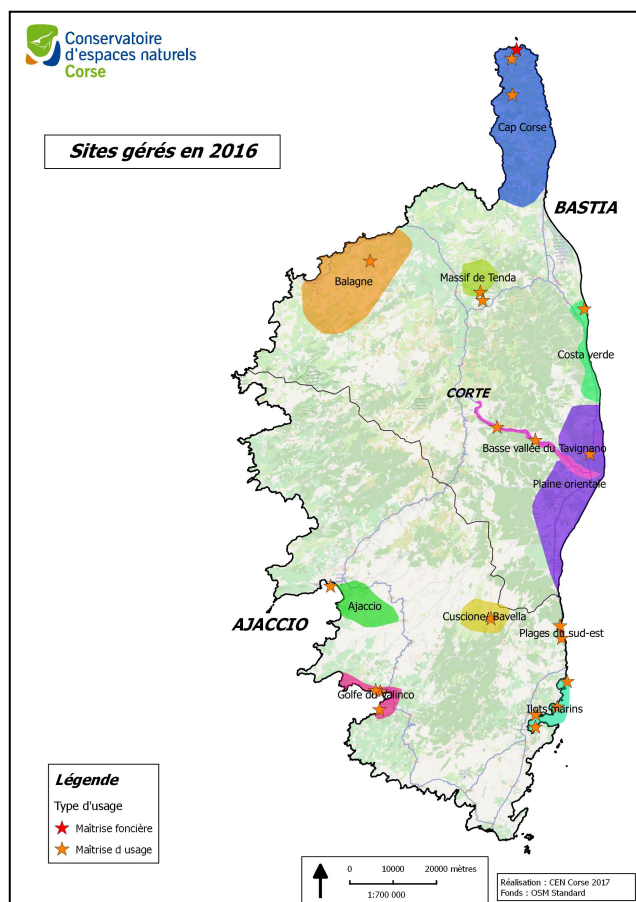 Conservatoire
d'espaces naturels
Corse
Sites gérés en 2016
Cap Corse
BASTIA
Balagne
Massif de Tenda
Costa verde
CORTE
Basse vallée du Tavignano
Plaine orientale
Ajaccio
AJACCIO
Cuscione/ Bavella
Plages du sud-est
Golfe du Valinco
Ilots marins
Légende
Type d'usage
Maîtrise foncière
Maîtrise d usage
0 10000 20000 mètres
1:700 000
Réalisation : CEN Corse 2017
Fonds : OSM Standard